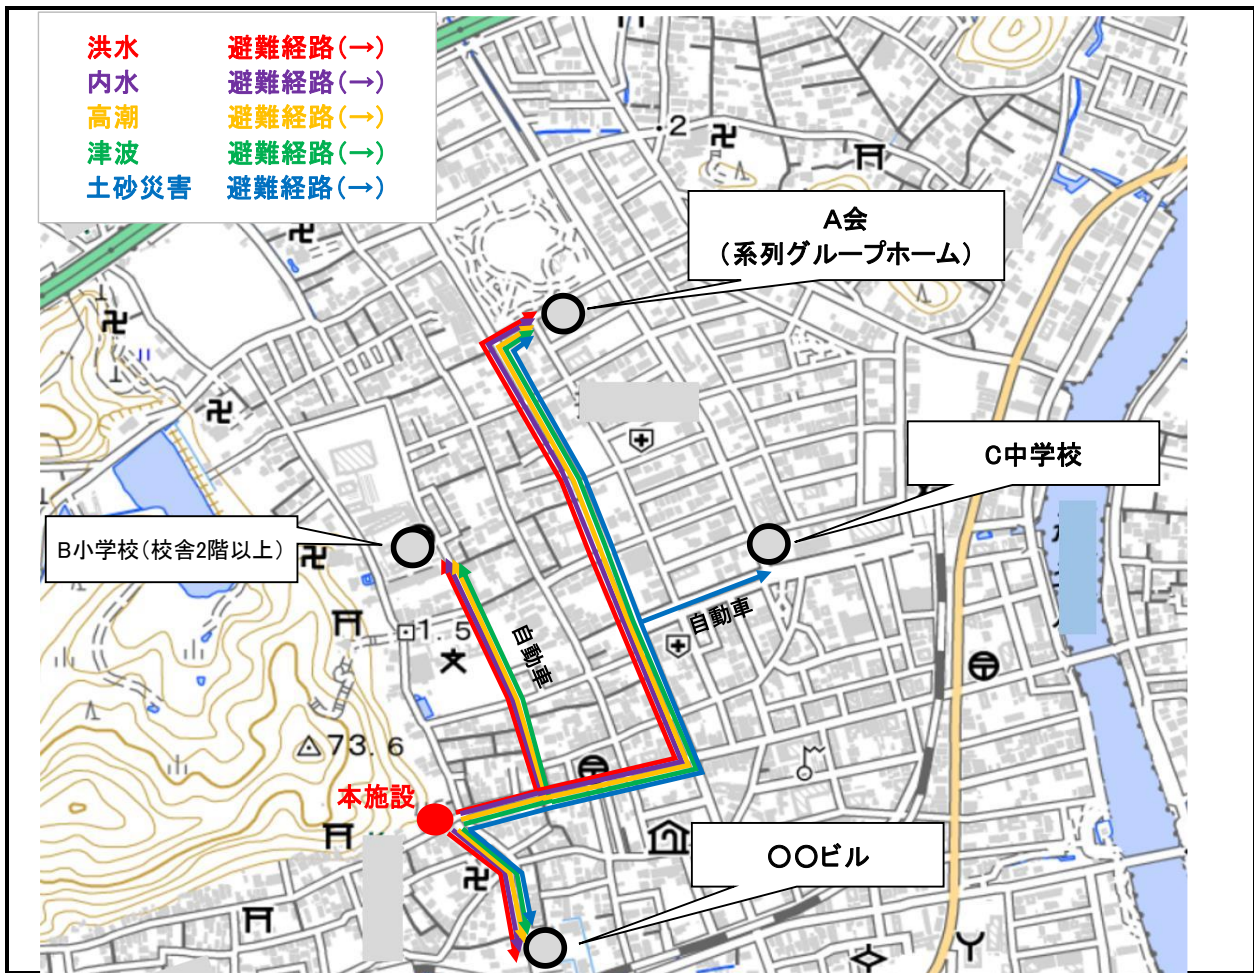 洪水 避難経路(→)
内水 避難経路(→)
高潮 避難経路(→)
津波 避難経路(→)
土砂災害 避難経路(→)
・2
A会
(系列グループホーム)
C中学校
B小学校(校舎2階以上)
1.5
自動車
自動車
73.6
本施設
〇〇ビル